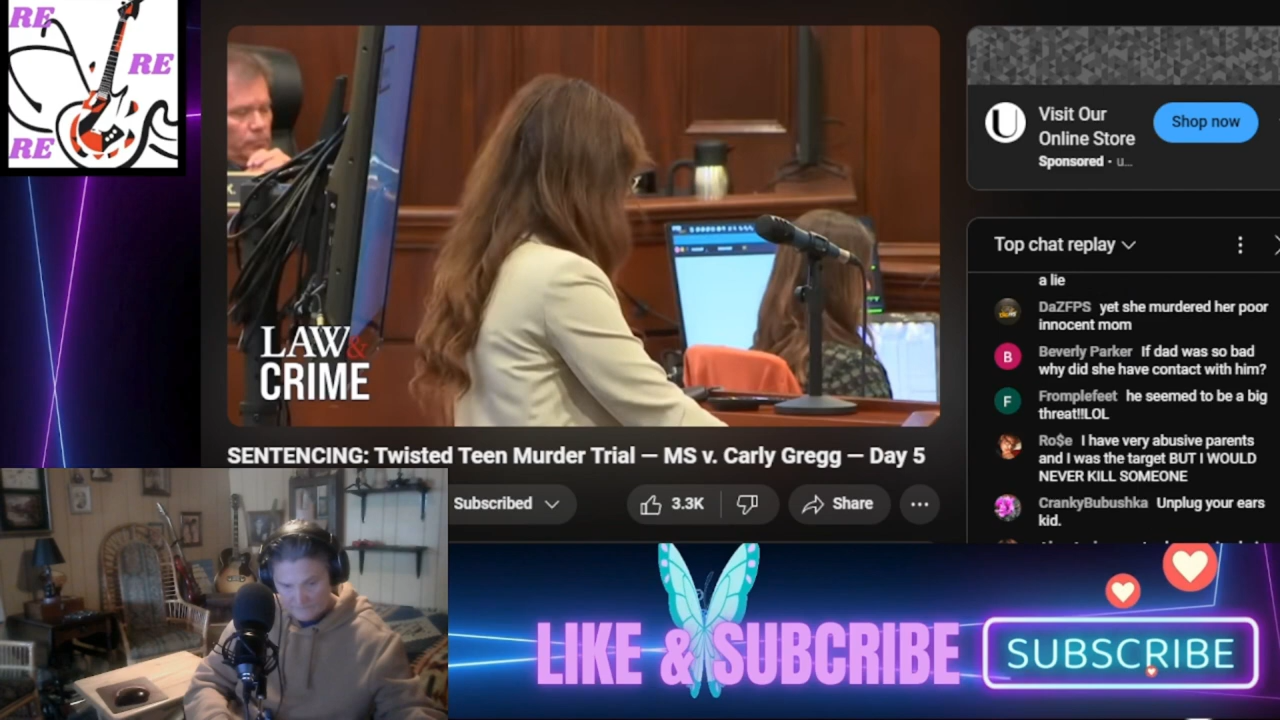 RE
RE
RE
LAW&
CRIME
SENTENCING: Twisted Teen Murder Trial — MS v. Carly Gregg — Day 5
Subscribed
3.3K
Share
Visit Our
Online Store
Sponsored · u...
Shop now
Top chat replay
a lie
DaZFPS yet she murdered her poor
innocent mom
B
Beverly Parker If dad was so bad
why did she have contact with him?
F
Fromplefeet he seemed to be a big
threat!!LOL
Ro$e I have very abusive parents
and I was the target BUT I WOULD
NEVER KILL SOMEONE
CrankyBubushka Unplug your ears
kid.
LIKE & SUBCRIBE
SUBSCRIBE